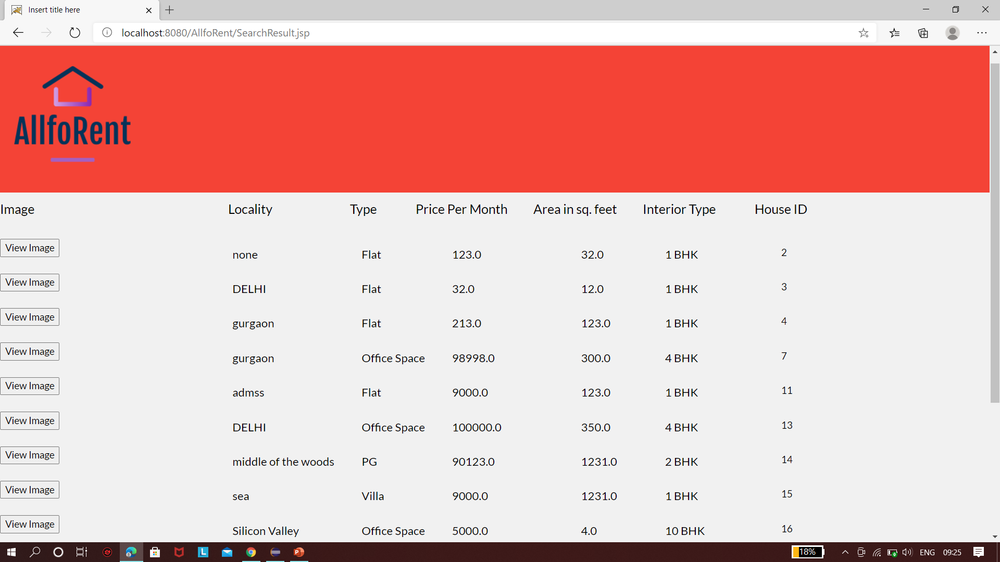 Insert title here
localhost:8080/AllfoRent/SearchResult.jsp
AllfoRent
Image Locality Type Price Per Month Area in sq. feet Interior Type House ID
View Image none Flat 123.0 32.0 1 BHK 2
View Image DELHI Flat 32.0 12.0 1 BHK 3
View Image gurgaon Flat 213.0 123.0 1 BHK 4
View Image gurgaon Office Space 98998.0 300.0 4 BHK 7
View Image admss Flat 9000.0 123.0 1 BHK 11
View Image DELHI Office Space 100000.0 350.0 4 BHK 13
View Image middle of the woods PG 90123.0 1231.0 2 BHK 14
View Image sea Villa 9000.0 1231.0 1 BHK 15
View Image Silicon Valley Office Space 5000.0 4.0 10 BHK 16
L P 18% ENG 09:25